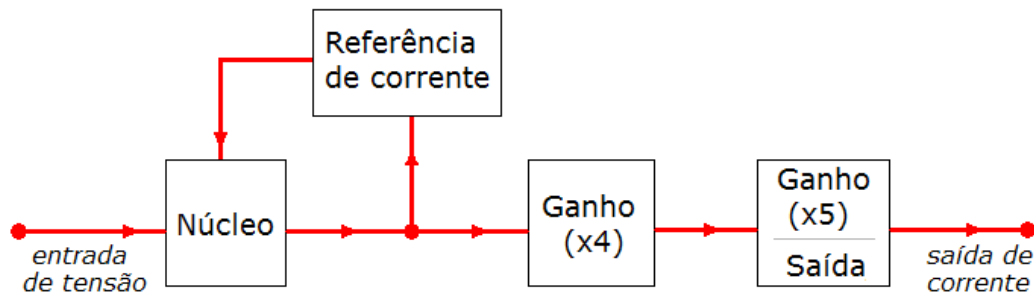 Referência
de corrente
Núcleo
Ganho
(x4)
Ganho
(x5)
Saída
entrada
de tensão
saída de
corrente